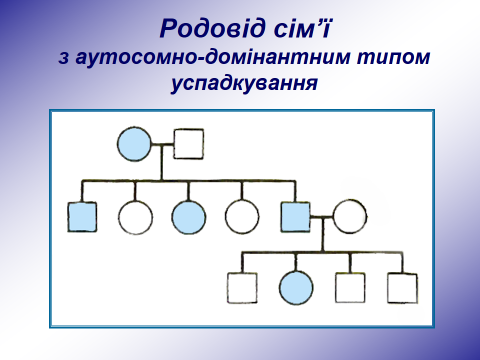 Родовід сім’ї
з аутосомно-домінантним типом
успадкування